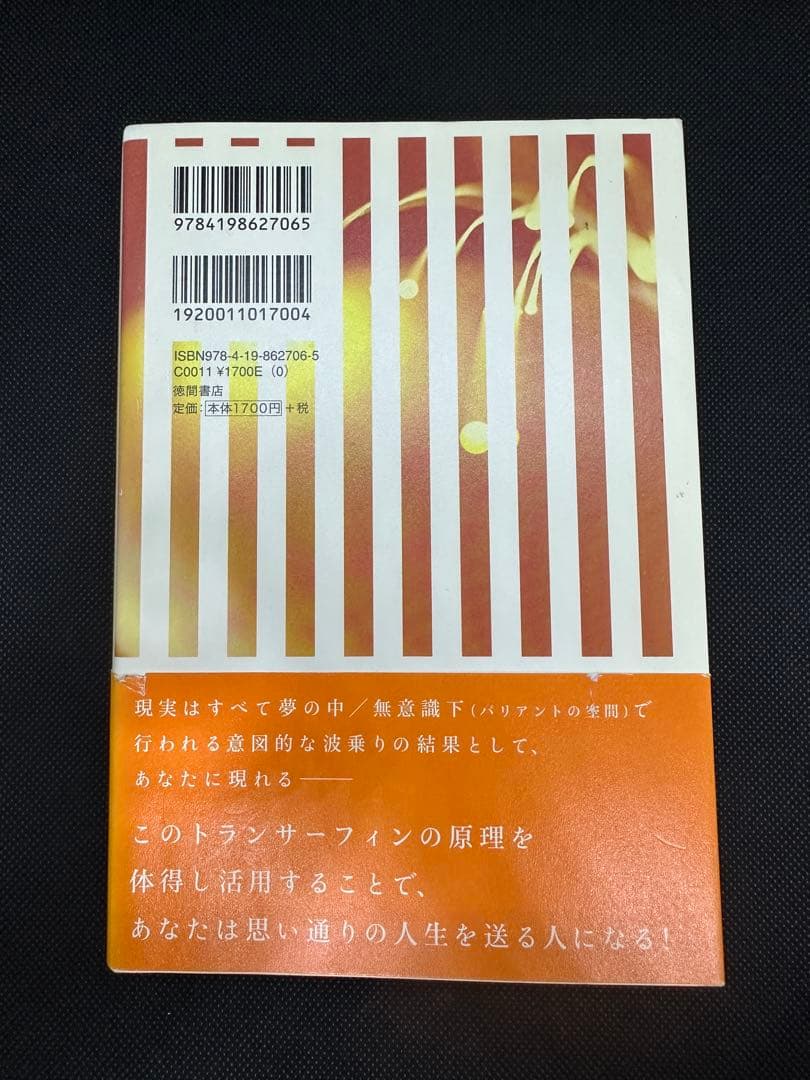 9784198627065
1920011017004
ISBN978-4-19-862706-5
C0011 ¥1700E (0)
徳間書店
定価:本体1700円+税
現実はすべて夢の中/無意識下(バリアントの空間)で
行われる意図的な波乗りの結果として、
あなたに現れる――
このトランサーフィンの原理を
体得し活用することで、
あなたは思い通りの人生を送る人になる!